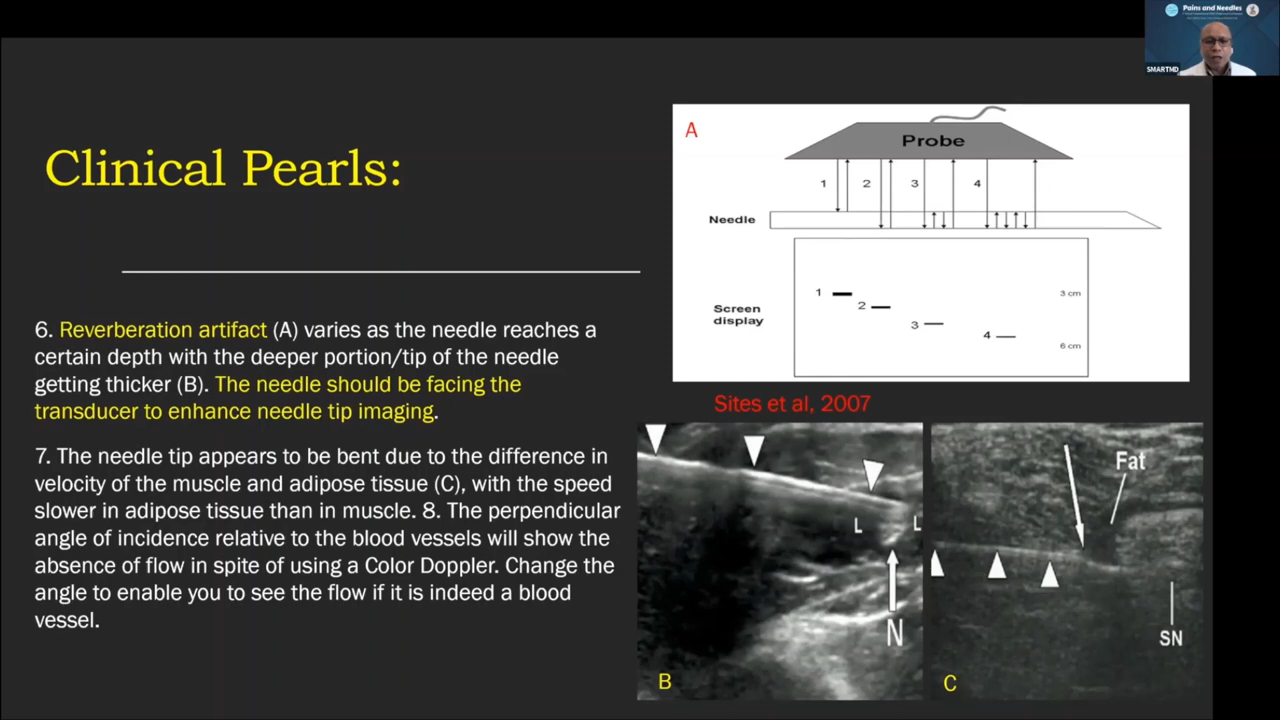 Pains and Needles
SMARTMD
Clinical Pearls:
6. Reverberation artifact (A) varies as the needle reaches a
certain depth with the deeper portion/tip of the needle
getting thicker (B). The needle should be facing the
transducer to enhance needle tip imaging.
7. The needle tip appears to be bent due to the difference in
velocity of the muscle and adipose tissue (C), with the speed
slower in adipose tissue than in muscle. 8. The perpendicular
angle of incidence relative to the blood vessels will show the
absence of flow in spite of using a Color Doppler. Change the
angle to enable you to see the flow if it is indeed a blood
vessel.
A
Probe
1 2 3 4
Needle
Screen
display
1
2
3
4
3 cm
6 cm
Sites et al, 2007
L L
N
B
Fat
SN
C